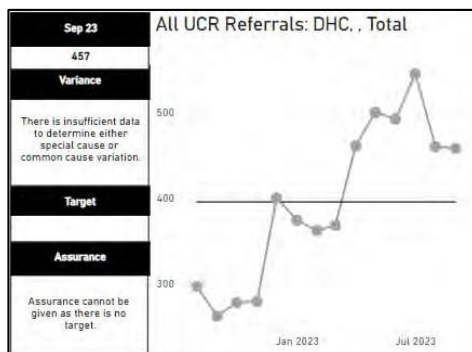 Sep 23
457
Variance
There is insufficient data
to determine either
special cause or
common cause variation.
Target
Assurance
Assurance cannot be
given as there is no
target.
All UCR Referrals: DHC, , Total
500
400
300
Jan 2023
Jul 2023